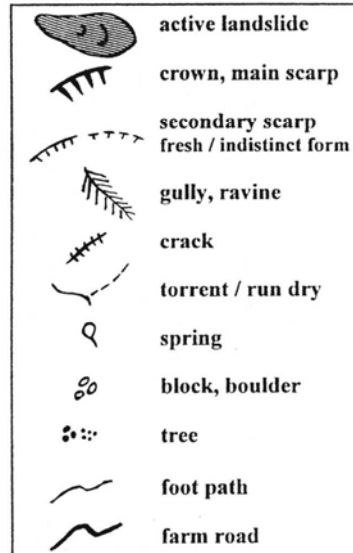 active landslide
crown, main scarp
secondary scarp
fresh / indistinct form
gully, ravine
crack
torrent / run dry
spring
block, boulder
tree
foot path
farm road